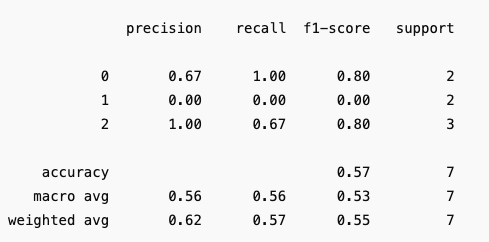 precision recall f1-score support
0 0.67 1.00 0.80 2
1 0.00 0.00 0.00 2
2 1.00 0.67 0.80 3
accuracy 0.57 7
macro avg 0.56 0.56 0.53 7
weighted avg 0.62 0.57 0.55 7